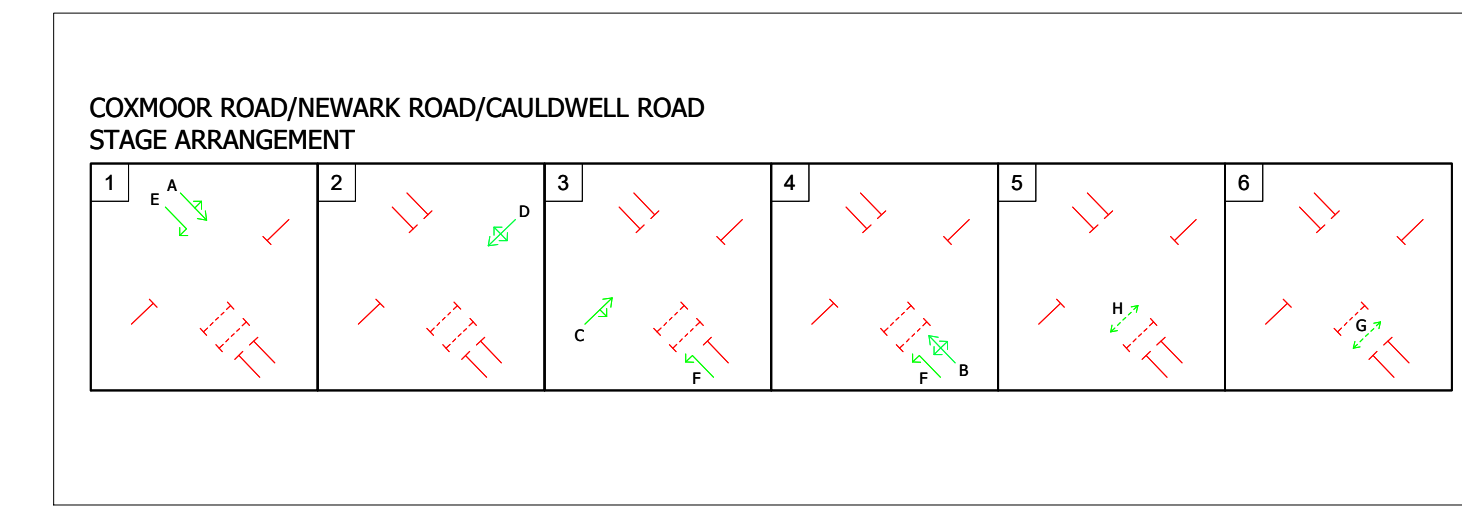 COXMOOR ROAD/NEWARK ROAD/CAULDWELL ROAD
STAGE ARRANGEMENT
1
A
E
2
D
3
C
F
4
F
B
5
H
6
G